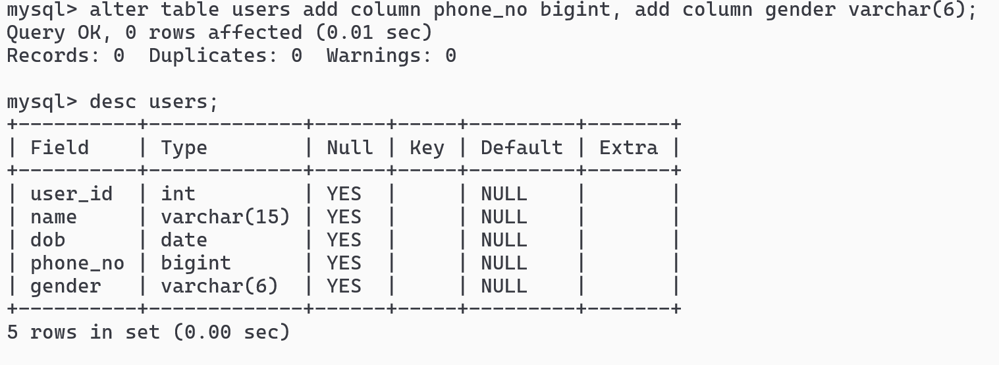 mysql> alter table users add column phone_no bigint, add column gender varchar(6);
Query OK, 0 rows affected (0.01 sec)
Records: 0  Duplicates: 0  Warnings: 0

mysql> desc users;
+----------+-------------+------+-----+---------+-------+
| Field    | Type        | Null | Key | Default | Extra |
+----------+-------------+------+-----+---------+-------+
| user_id  | int         | YES  |     | NULL    |       |
| name     | varchar(15) | YES  |     | NULL    |       |
| dob      | date        | YES  |     | NULL    |       |
| phone_no | bigint      | YES  |     | NULL    |       |
| gender   | varchar(6)  | YES  |     | NULL    |       |
+----------+-------------+------+-----+---------+-------+
5 rows in set (0.00 sec)